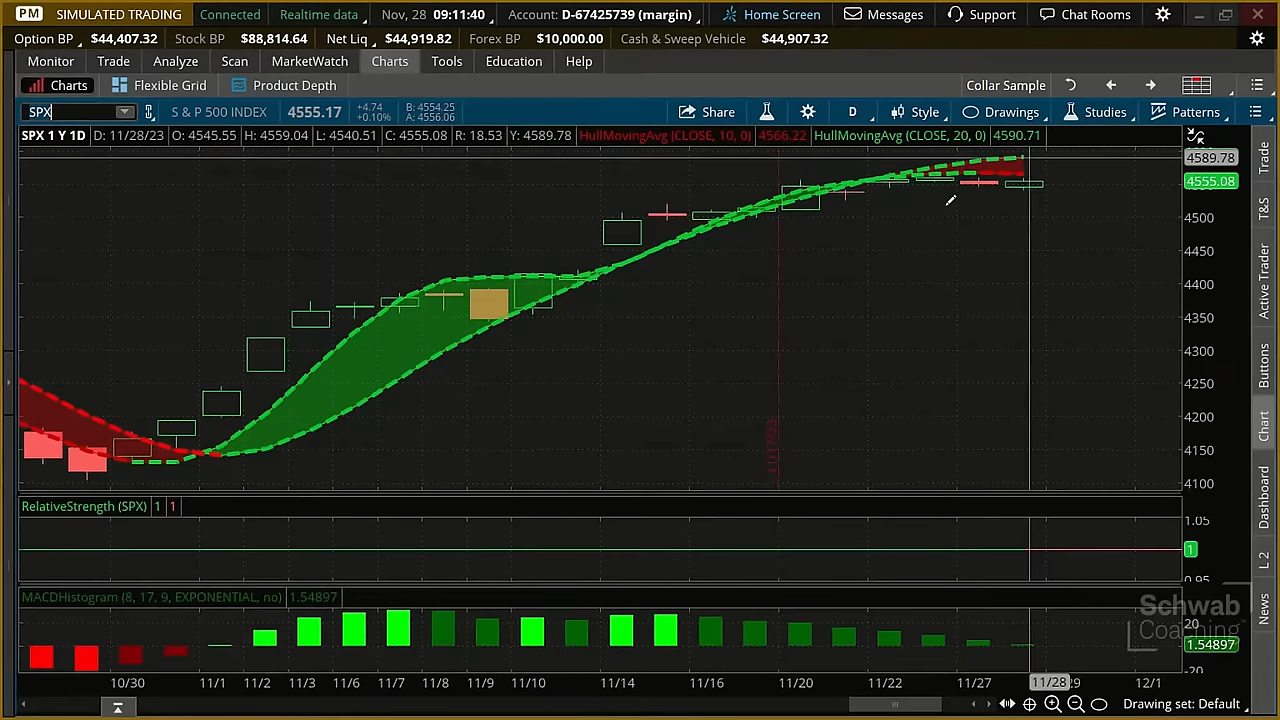 PM SIMULATED TRADING Connected Realtime data Nov, 28 09:11:40 Account: D-67425739 (margin) Home Screen Messages Support Chat Rooms
Option BP $44,407.32 Stock BP $88,814.64 Net Liq $44,919.82 Forex BP $10,000.00 Cash & Sweep Vehicle $44,907.32
Monitor Trade Analyze Scan MarketWatch Charts Tools Education Help
Charts Flexible Grid Product Depth Collar Sample
SPX S & P 500 INDEX 4555.17 +4.74 +0.10% B: 4554.25 A: 4556.06 Share D Style Drawings Studies Patterns
SPX 1 Y 1D D: 11/28/23 O: 4545.55 H: 4559.04 L: 4540.51 C: 4555.08 R: 18.53 Y: 4589.78 HullMovingAvg (CLOSE, 10, 0) 4566.22 HullMovingAvg (CLOSE, 20, 0) 4590.71
4589.78
4555.08
4500
4450
4400
4350
4300
4250
4200
4150
4100
11/17/23
RelativeStrength (SPX) 1 1
1.05
1
0.95
MACDHistogram (8, 17, 9, EXPONENTIAL, no) 1.54897
20
1.54897
-20
Schwab
Coaching
10/30 11/1 11/2 11/3 11/6 11/7 11/8 11/9 11/10 11/14 11/16 11/20 11/22 11/27 11/28 12/1
Drawing set: Default
Trade
T&S
Active Trader
Buttons
Chart
Dashboard
L 2
News